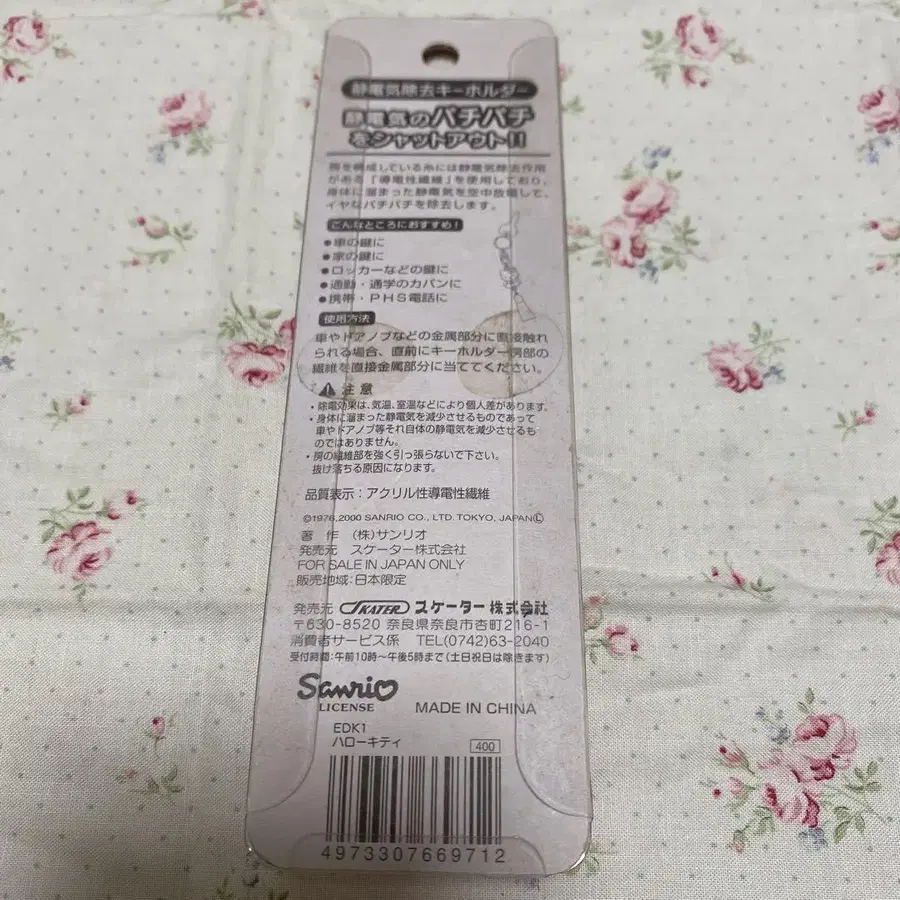 静電気除去キーホルダー
静電気のパチパチ
をシャットアウト!!
房を構成している糸には静電気除去作用
がある「導電性繊維」を使用しており、
身体に溜まった静電気を空中放電して、
イヤなパチパチを除去します。
こんなところにおすすめ!
●車の鍵に
●家の鍵に
●ロッカーなどの鍵に
●通勤・通学のカバンに
●携帯・PHS電話に
使用方法
車やドアノブなどの金属部分に直接触れ
られる場合、直前にキーホルダー房部の
繊維を直接金属部分に当ててください。
注意
・除電効果は、気温、室温などにより個人差があります。
・身体に溜まった静電気を減少させるものであって
車やドアノブ等それ自体の静電気を減少させるも
のではありません。
・房の繊維部を強く引っ張らないで下さい。
抜け落ちる原因になります。
品質表示:アクリル性導電性繊維
©1976,2000 SANRIO CO., LTD. TOKYO, JAPAN Ⓛ
著 作 (株)サンリオ
発売元 スケーター株式会社
FOR SALE IN JAPAN ONLY
販売地域:日本限定
発売元 SKATER スケーター株式会社
〒630-8520 奈良県奈良市杏町216-1
消費者サービス係 TEL(0742)63-2040
受付時間:午前10時〜午後5時まで(土日祝日は除きます)
Sanrio
LICENSE MADE IN CHINA
EDK1
ハローキティ 400
4973307669712